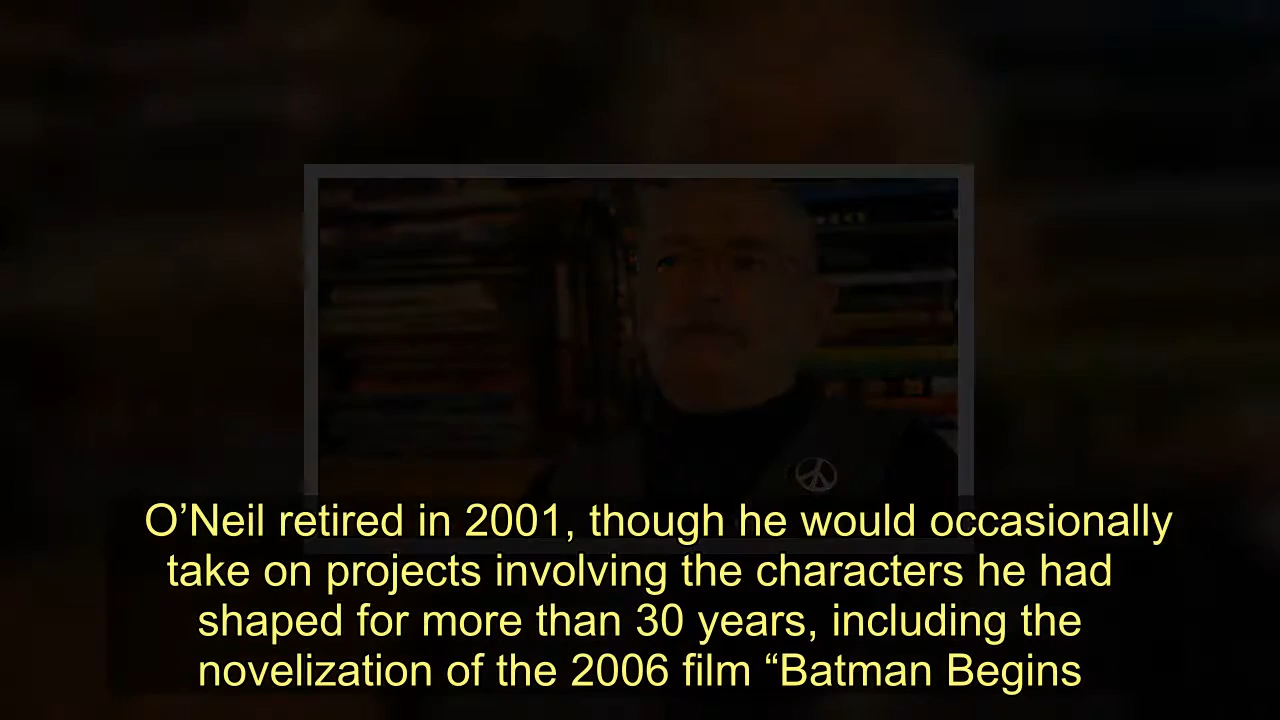 O’Neil retired in 2001, though he would occasionally
take on projects involving the characters he had
shaped for more than 30 years, including the
novelization of the 2006 film “Batman Begins